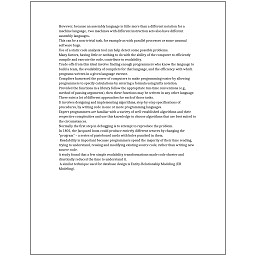 However, because an assembly language is little more than a different notation for a
machine language, two machines with different instruction sets also have different
assembly languages.
This can be a non-trivial task, for example as with parallel processes or some unusual
software bugs.
Use of a static code analysis tool can help detect some possible problems.
Many factors, having little or nothing to do with the ability of the computer to efficiently
compile and execute the code, contribute to readability.
Trade-offs from this ideal involve finding enough programmers who know the language to
build a team, the availability of compilers for that language, and the efficiency with which
programs written in a given language execute.
Compilers harnessed the power of computers to make programming easier by allowing
programmers to specify calculations by entering a formula using infix notation.
Provided the functions in a library follow the appropriate run-time conventions (e.g.,
method of passing arguments), then these functions may be written in any other language.
There exist a lot of different approaches for each of those tasks.
It involves designing and implementing algorithms, step-by-step specifications of
procedures, by writing code in one or more programming languages.
Expert programmers are familiar with a variety of well-established algorithms and their
respective complexities and use this knowledge to choose algorithms that are best suited to
the circumstances.
Normally the first step in debugging is to attempt to reproduce the problem.
In 1801, the Jacquard loom could produce entirely different weaves by changing the
"program" – a series of pasteboard cards with holes punched in them.
Readability is important because programmers spend the majority of their time reading,
trying to understand, reusing and modifying existing source code, rather than writing new
source code.
A study found that a few simple readability transformations made code shorter and
drastically reduced the time to understand it.
A similar technique used for database design is Entity-Relationship Modeling (ER
Modeling).